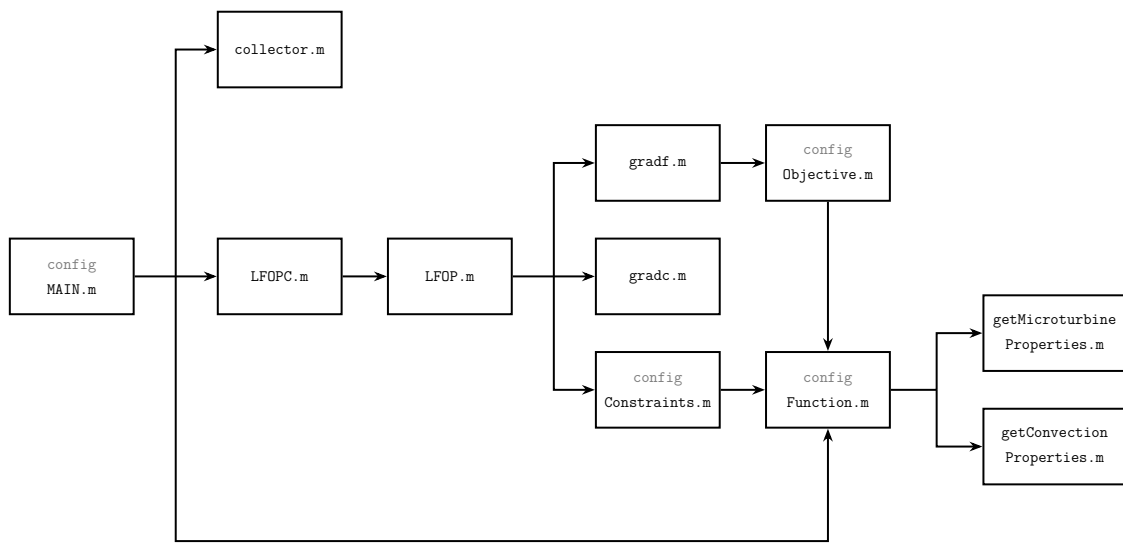 collector.m
gradf.m
config
Objective.m
config
MAIN.m
LFOPC.m
LFOP.m
gradc.m
config
Constraints.m
config
Function.m
getMicroturbine
Properties.m
getConvection
Properties.m